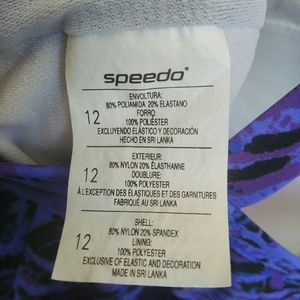 speedo
ENVOLTURA:
80% POLIAMIDA 20% ELASTANO
FORRO:
12 100% POLIÉSTER
EXCLUYENDO ELÁSTICO Y DECORACIÓN
HECHO EN SRI LANKA
EXTERIEUR:
80% NYLON 20% ÉLASTHANNE
DOUBLURE:
12 100% POLYESTER
À L'EXCEPTION DES ÉLASTIQUES ET DES GARNITURES
FABRIQUÉ AU SRI LANKA
SHELL:
80% NYLON 20% SPANDEX
12 LINING:
100% POLYESTER
EXCLUSIVE OF ELASTIC AND DECORATION
MADE IN SRI LANKA